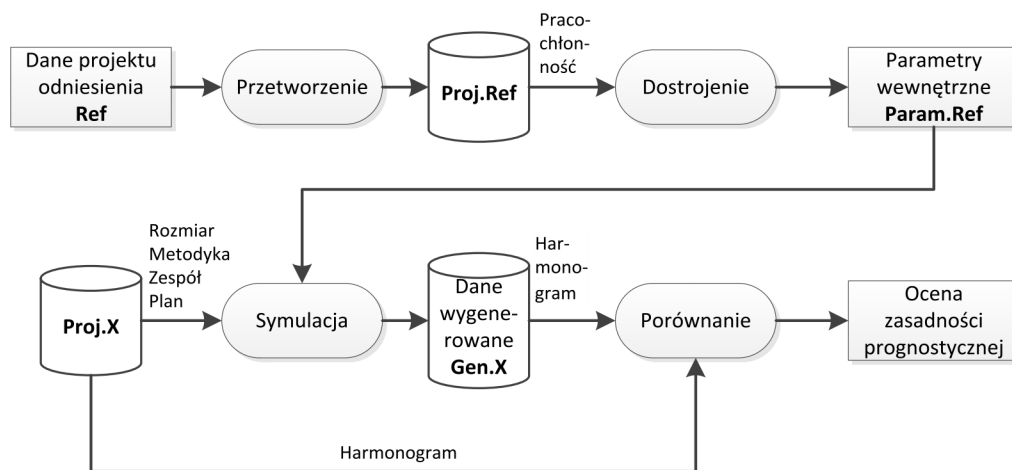 Dane projektu
odniesienia
Ref
Przetworzenie
Proj.Ref
Praco-
chłon-
ność
Dostrojenie
Parametry
wewnętrzne
Param.Ref
Proj.X
Rozmiar
Metodyka
Zespół
Plan
Symulacja
Dane
wygene-
rowane
Gen.X
Har-
mono-
gram
Porównanie
Ocena
zasadności
prognostycznej
Harmonogram